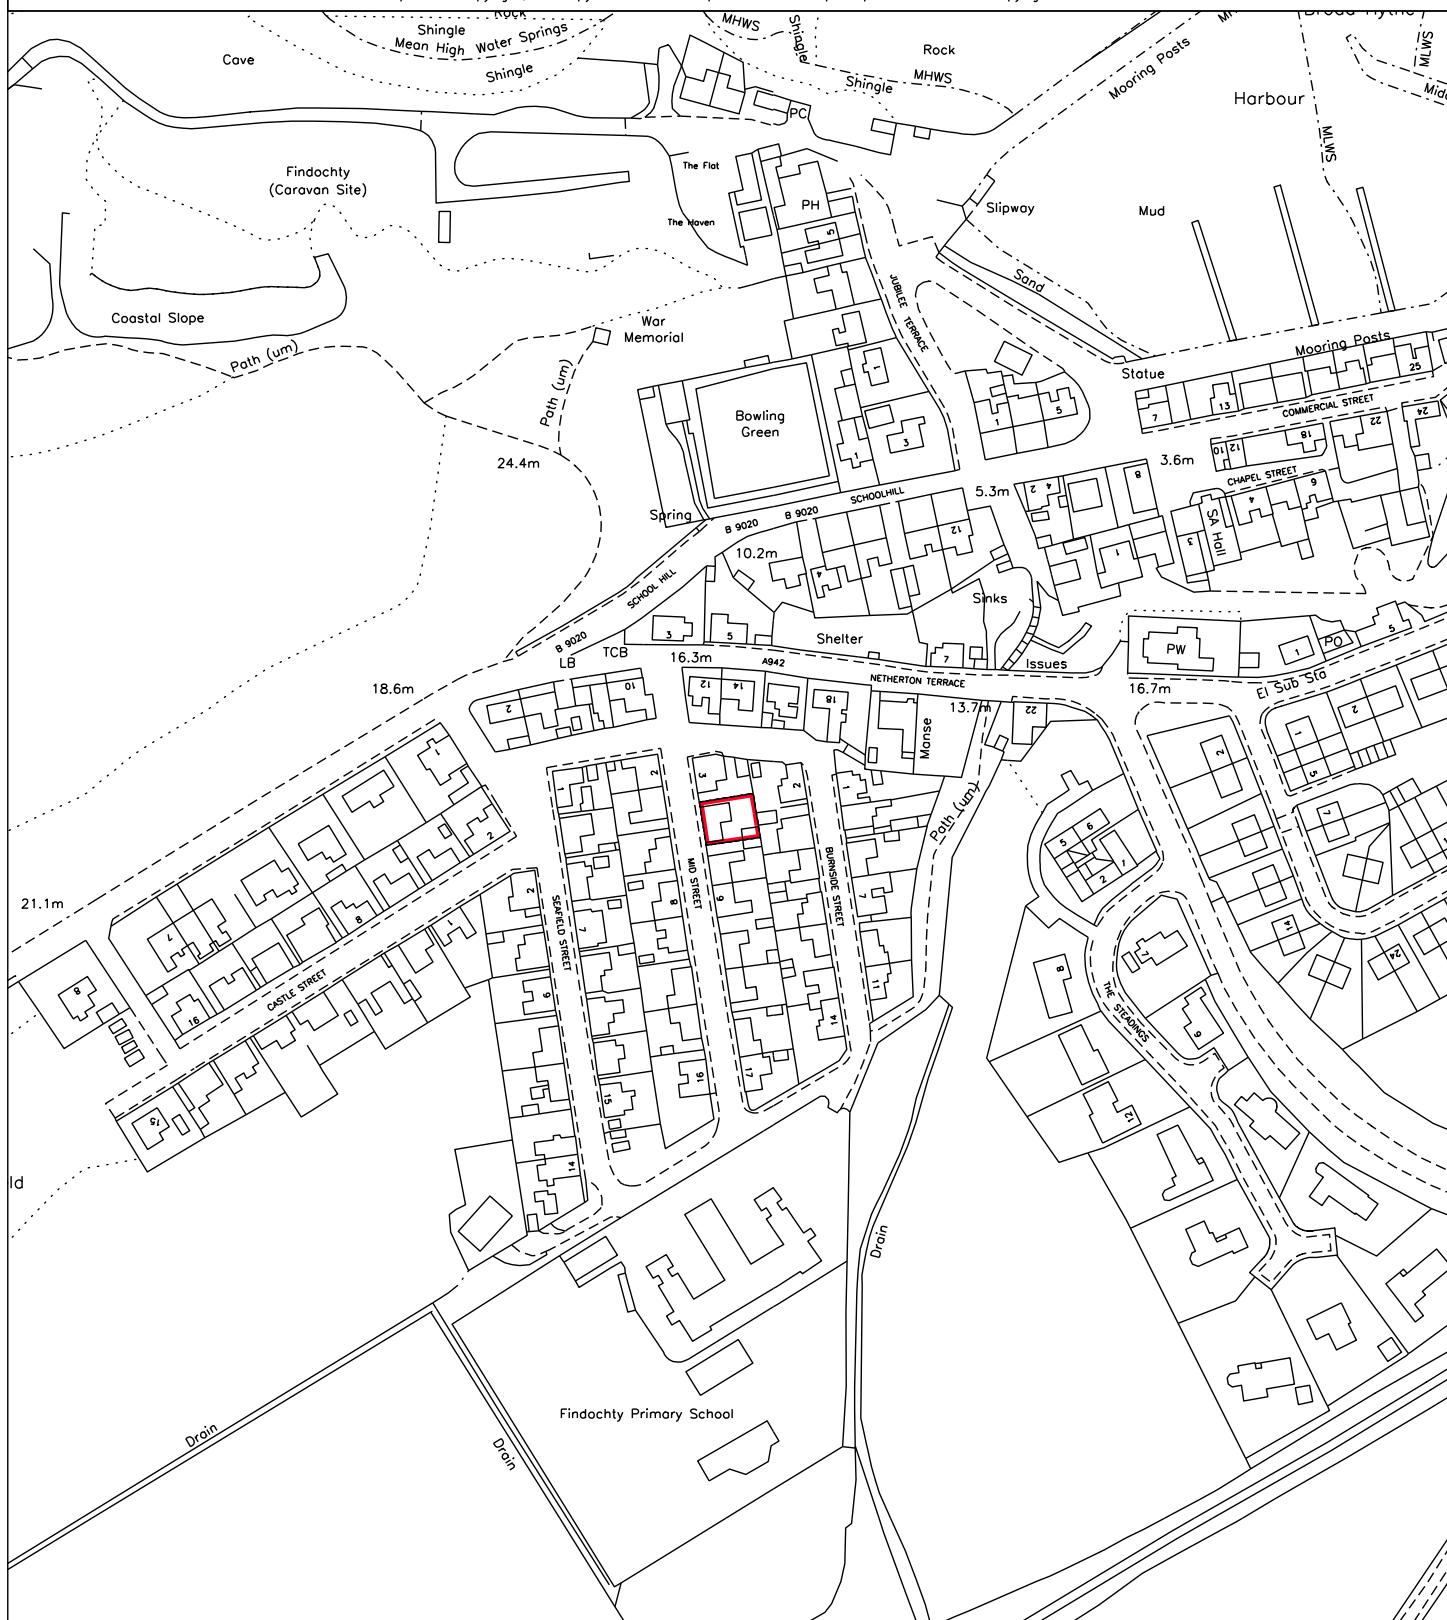 Rock
Shingle
Mean High Water Springs
Shingle
Cave
MHWS
Shingle
Rock
MHWS
Shingle
Mooring Posts
Harbour
MLWS
MLWS
PC
Findochty
(Caravan Site)
The Flat
The Haven
PH
5
Slipway
Mud
Sand
JUBILEE TERRACE
Coastal Slope
Path (um)
War
Memorial
Path (um)
Mooring Posts
Statue
25
7
13
COMMERCIAL STREET
24
22
18
10
12
CHAPEL STREET
6
4
1
5
1
3
1
Bowling
Green
24.4m
3.6m
5.3m
SCHOOLHILL
B 9020
B 9020
Spring
2
4
8
12
SA Hall
3
1
10.2m
4
SCHOOL HILL
B 9020
Sinks
3
5
Shelter
TCB
LB
16.3m
A942
NETHERTON TERRACE
7
Issues
PW
1
PO
5
El Sub Sta
18.6m
16.7m
13.7m
2
10
12
14
18
Manse
22
1
2
1
2
3
2
1
Path (um)
2
1
5
2
7
5
6
1
2
21.1m
7
8
1
2
SEAFIELD STREET
7
MID STREET
8
9
BURNSIDE STREET
7
11
14
14
24
8
16
CASTLE STREET
15
9
16
17
15
14
8
7
THE STEADINGS
9
12
ld
Drain
Drain
Drain
Findochty Primary School